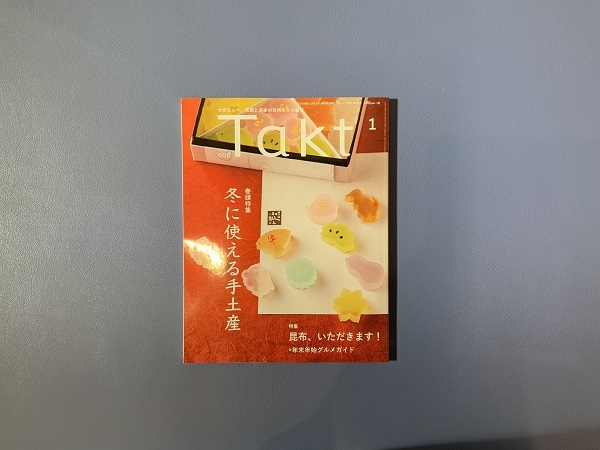 Takt
cap
1
巻頭特集
冬に使える手土産
特集
昆布、いただきます！
+年末年始グルメガイド